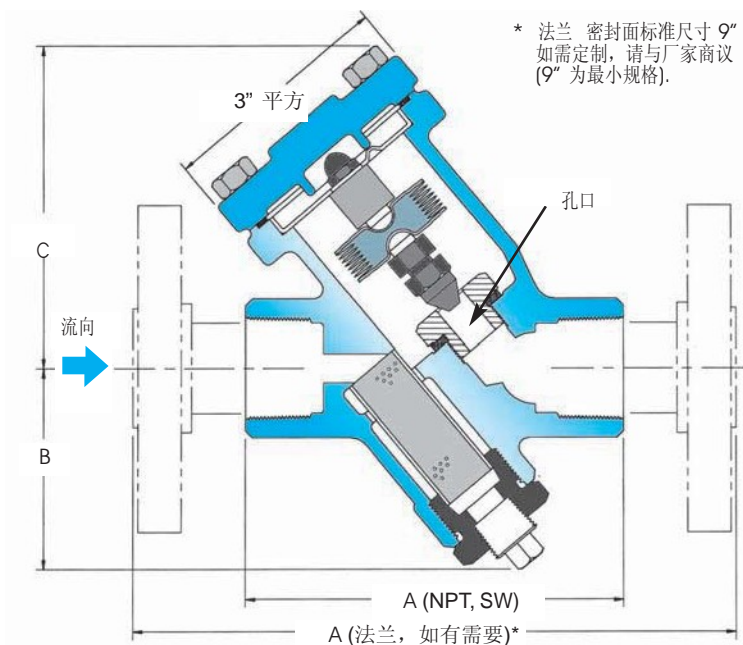 * 法兰 密封面标准尺寸 9"
如需定制，请与厂家商议
(9" 为最小规格).
3" 平方
孔口
C
流向
B
A (NPT, SW)
A (法兰，如有需要)*